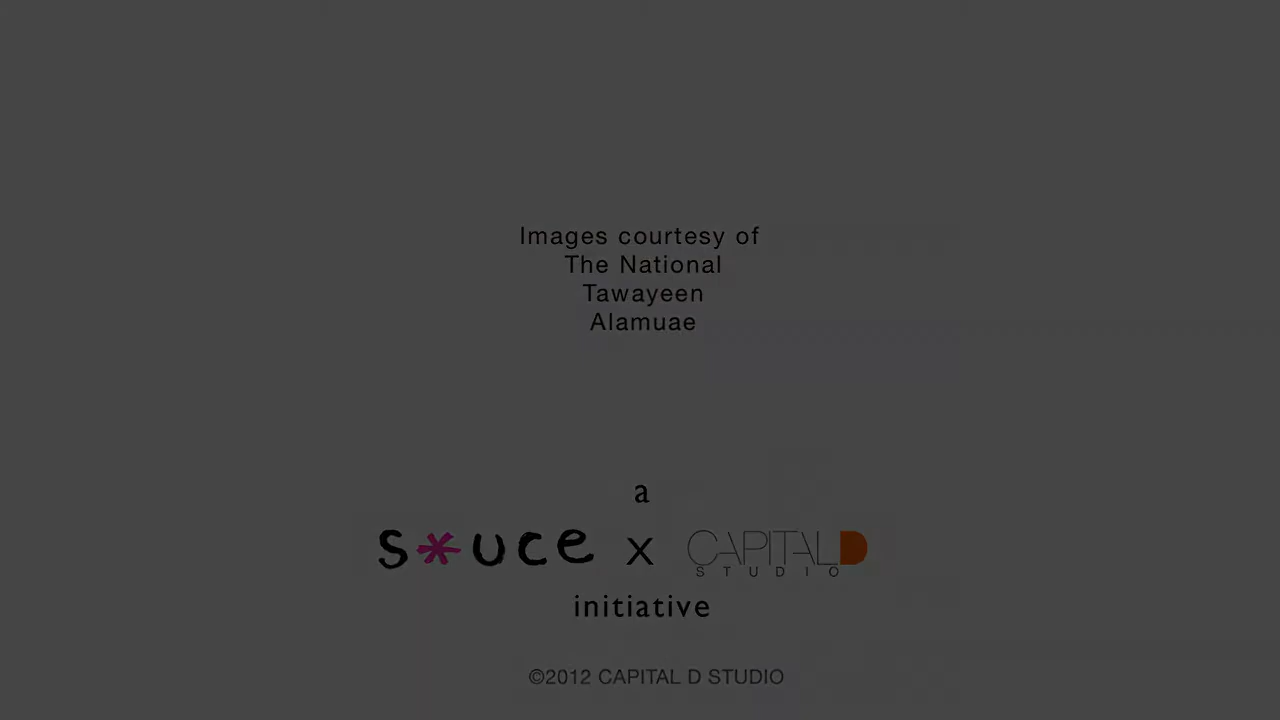 Images courtesy of
The National
Tawayeen
Alamuae
a
s*uce x CAPITAL D STUDIO
initiative
©2012 CAPITAL D STUDIO